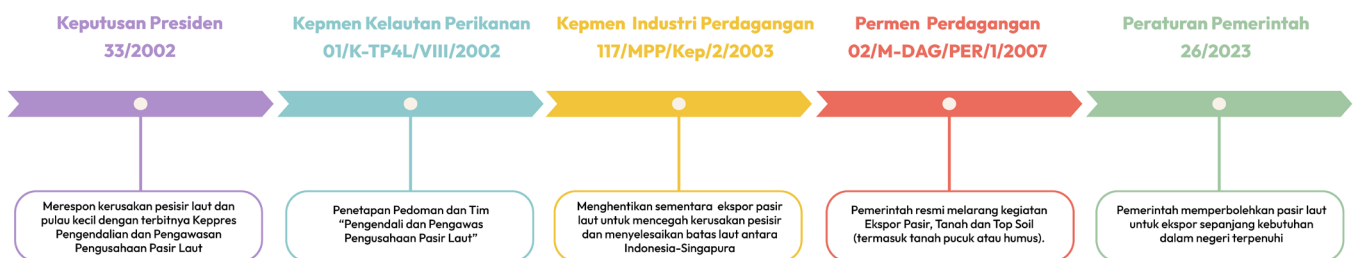 Keputusan Presiden
33/2002
Kepmen Kelautan Perikanan
01/K-TP4L/VIII/2002
Kepmen Industri Perdagangan
117/MPP/Kep/2/2003
Permen Perdagangan
02/M-DAG/PER/1/2007
Peraturan Pemerintah
26/2023
Merespon kerusakan pesisir laut dan
pulau kecil dengan terbitnya Keppres
Pengendalian dan Pengawasan
Pengusahaan Pasir Laut
Penetapan Pedoman dan Tim
“Pengendali dan Pengawas
Pengusahaan Pasir Laut”
Menghentikan sementara ekspor pasir
laut untuk mencegah kerusakan pesisir
dan menyelesaikan batas laut antara
Indonesia-Singapura
Pemerintah resmi melarang kegiatan
Ekspor Pasir, Tanah dan Top Soil
(termasuk tanah pucuk atau humus).
Pemerintah memperbolehkan pasir laut
untuk ekspor sepanjang kebutuhan
dalam negeri terpenuhi